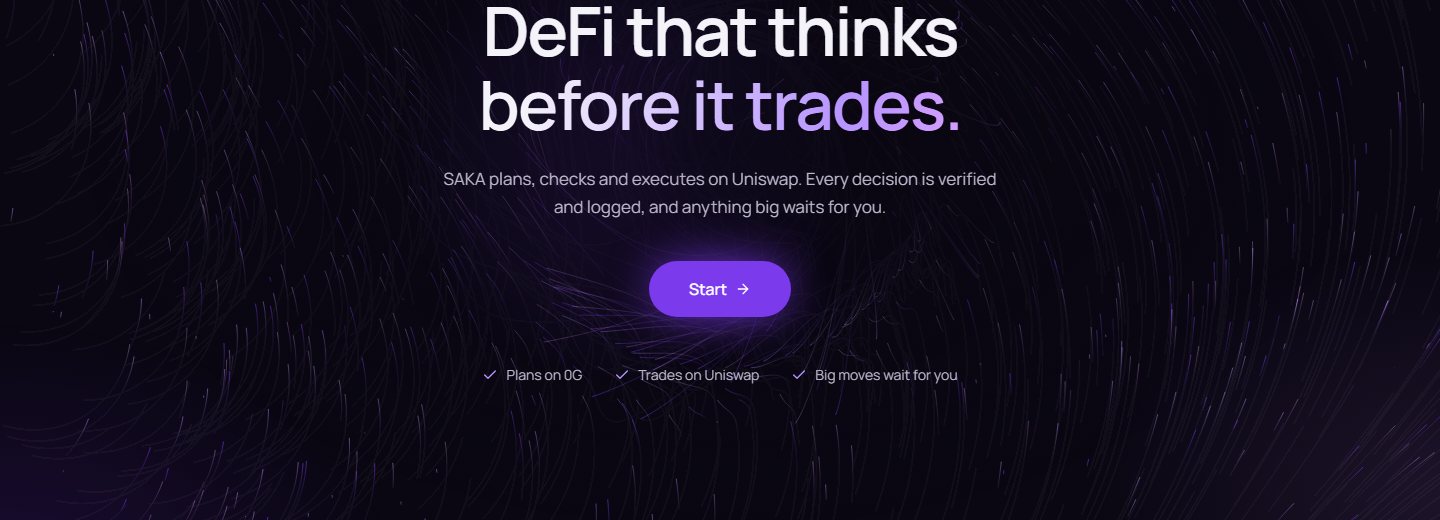 DeFi that thinks
before it trades.
SAKA plans, checks and executes on Uniswap. Every decision is verified
and logged, and anything big waits for you.
Start →
✓ Plans on 0G ✓ Trades on Uniswap ✓ Big moves wait for you